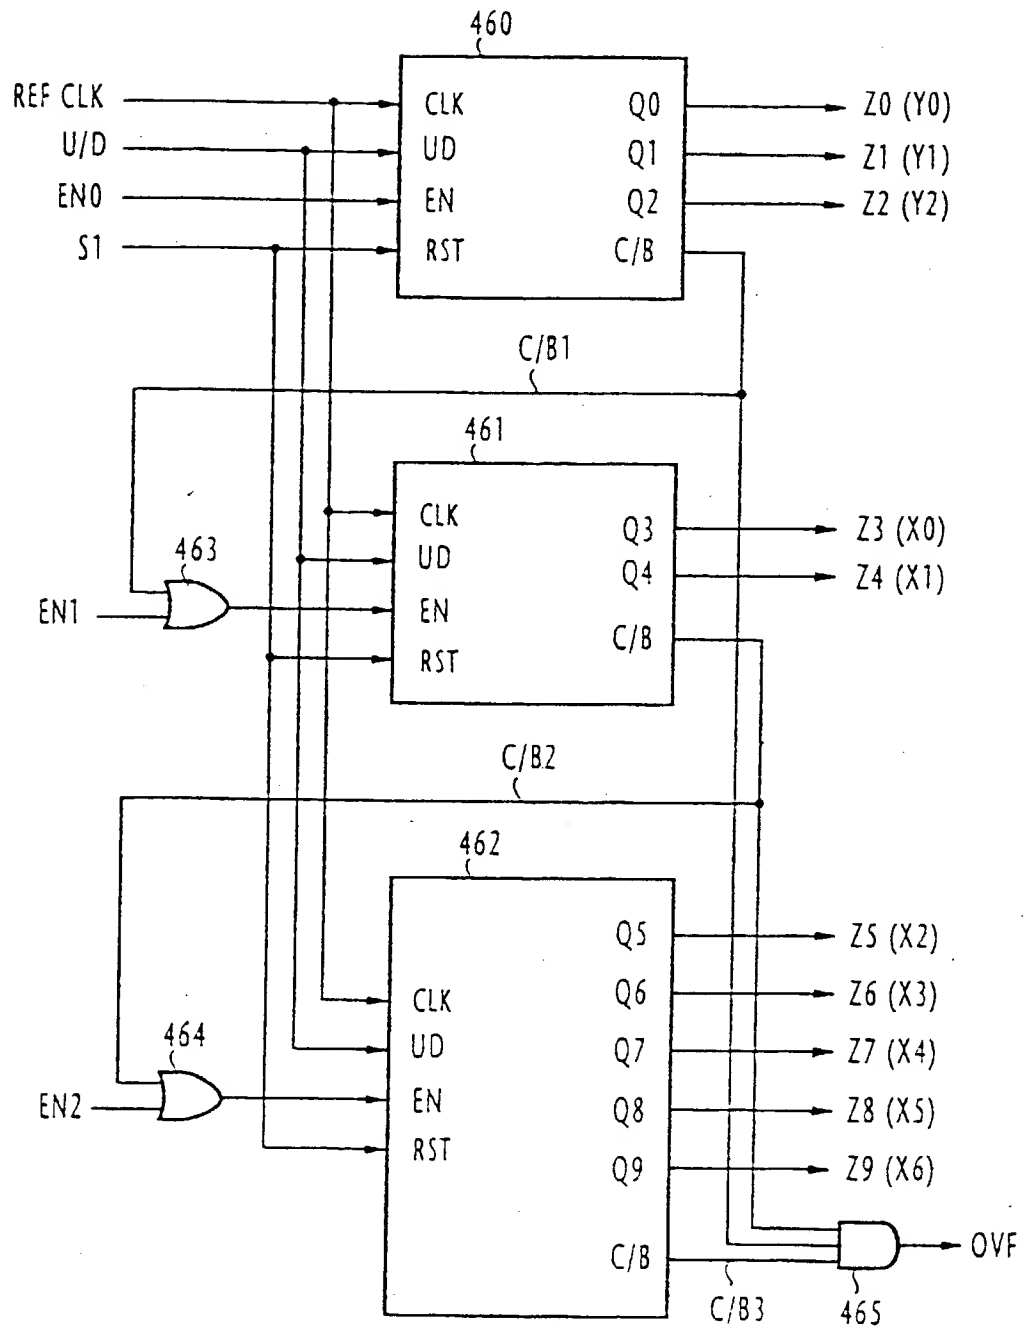 460
REF CLK
U/D
EN0
S1
CLK
UD
EN
RST
Q0
Q1
Q2
C/B
Z0 (Y0)
Z1 (Y1)
Z2 (Y2)
C/B1
461
463
EN1
CLK
UD
EN
RST
Q3
Q4
C/B
Z3 (X0)
Z4 (X1)
C/B2
462
464
EN2
CLK
UD
EN
RST
Q5
Q6
Q7
Q8
Q9
C/B
Z5 (X2)
Z6 (X3)
Z7 (X4)
Z8 (X5)
Z9 (X6)
C/B3
465
OVF